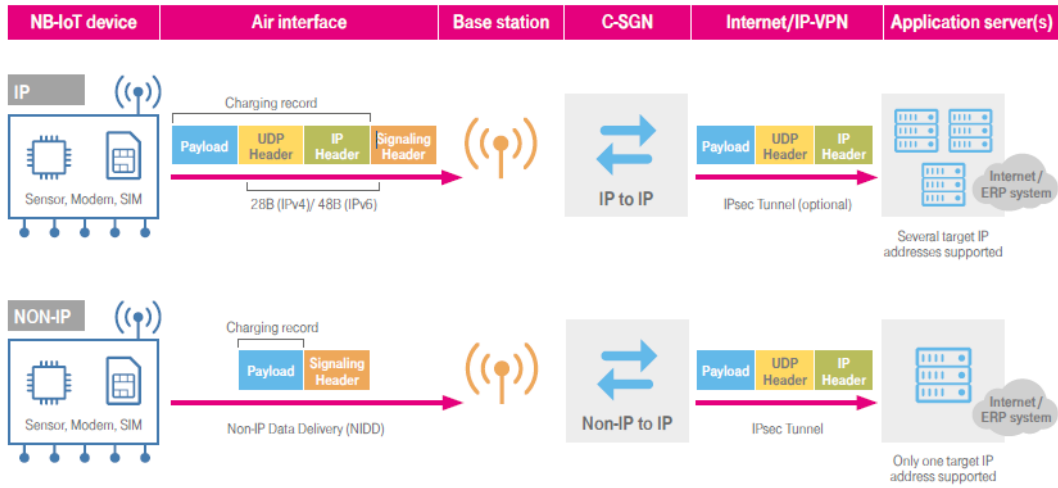 NB-IoT device Air interface Base station C-SGN Internet/IP-VPN Application server(s)
IP
Charging record
Payload UDP Header IP Header Signaling Header Payload UDP Header IP Header
Sensor, Modem, SIM
28B (IPv4)/ 48B (IPv6)
IP to IP
IPsec Tunnel (optional)
Internet/
ERP system
Several target IP
addresses supported
NON-IP
Charging record
Payload Signaling Header Payload UDP Header IP Header
Sensor, Modem, SIM
Non-IP Data Delivery (NIDD)
Non-IP to IP
IPsec Tunnel
Internet/
ERP system
Only one target IP
address supported